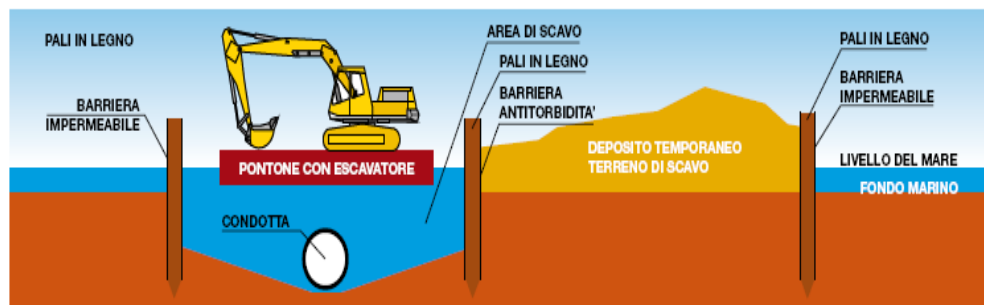 PALI IN LEGNO
BARRIERA
IMPERMEABILE
PONTONE CON ESCAVATORE
CONDOTTA
AREA DI SCAVO
PALI IN LEGNO
BARRIERA
ANTITORBIDITA'
DEPOSITO TEMPORANEO
TERRENO DI SCAVO
PALI IN LEGNO
BARRIERA
IMPERMEABILE
LIVELLO DEL MARE
FONDO MARINO